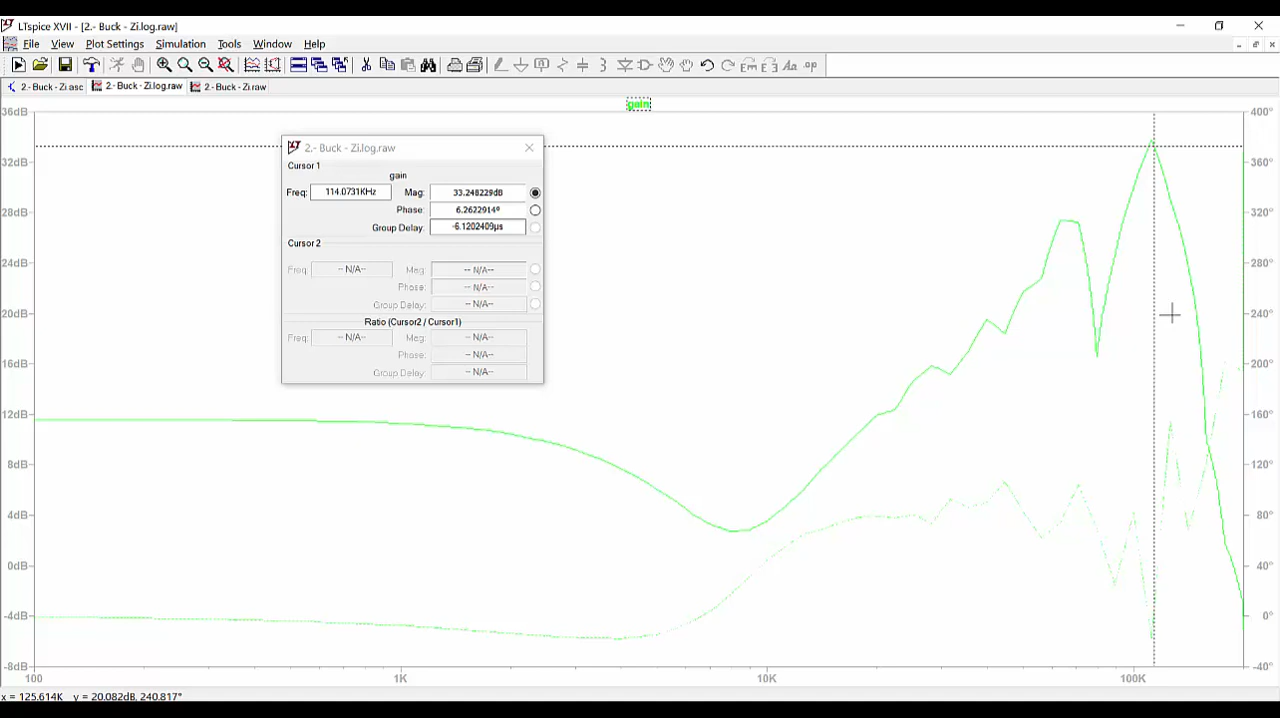 LTspice XVII - [2.- Buck - Zi.log.raw]
File View Plot Settings Simulation Tools Window Help
2.- Buck - Zi.asc 2.- Buck - Zi.log.raw 2.- Buck - Zi.raw
gain
36dB 400°
32dB 360°
28dB 320°
24dB 280°
20dB 240°
16dB 200°
12dB 160°
8dB 120°
4dB 80°
0dB 40°
-4dB 0°
-8dB -40°
100 1K 10K 100K
2.- Buck - Zi.log.raw
Cursor 1
gain
Freq: 114.0731KHz Mag: 33.248229dB
Phase: 6.2622914°
Group Delay: -6.1202409µs
Cursor 2
Freq: -- N/A-- Mag: -- N/A--
Phase: -- N/A--
Group Delay: -- N/A--
Ratio (Cursor2 / Cursor1)
Freq: -- N/A-- Mag: -- N/A--
Phase: -- N/A--
Group Delay: -- N/A--
x = 125.614K y = 20.082dB, 240.817°